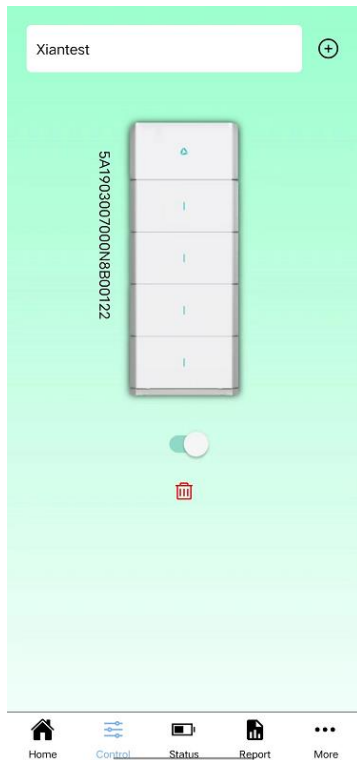 Xiantest
5A1903007000N8B00122
Home
Control
Status
Report
More